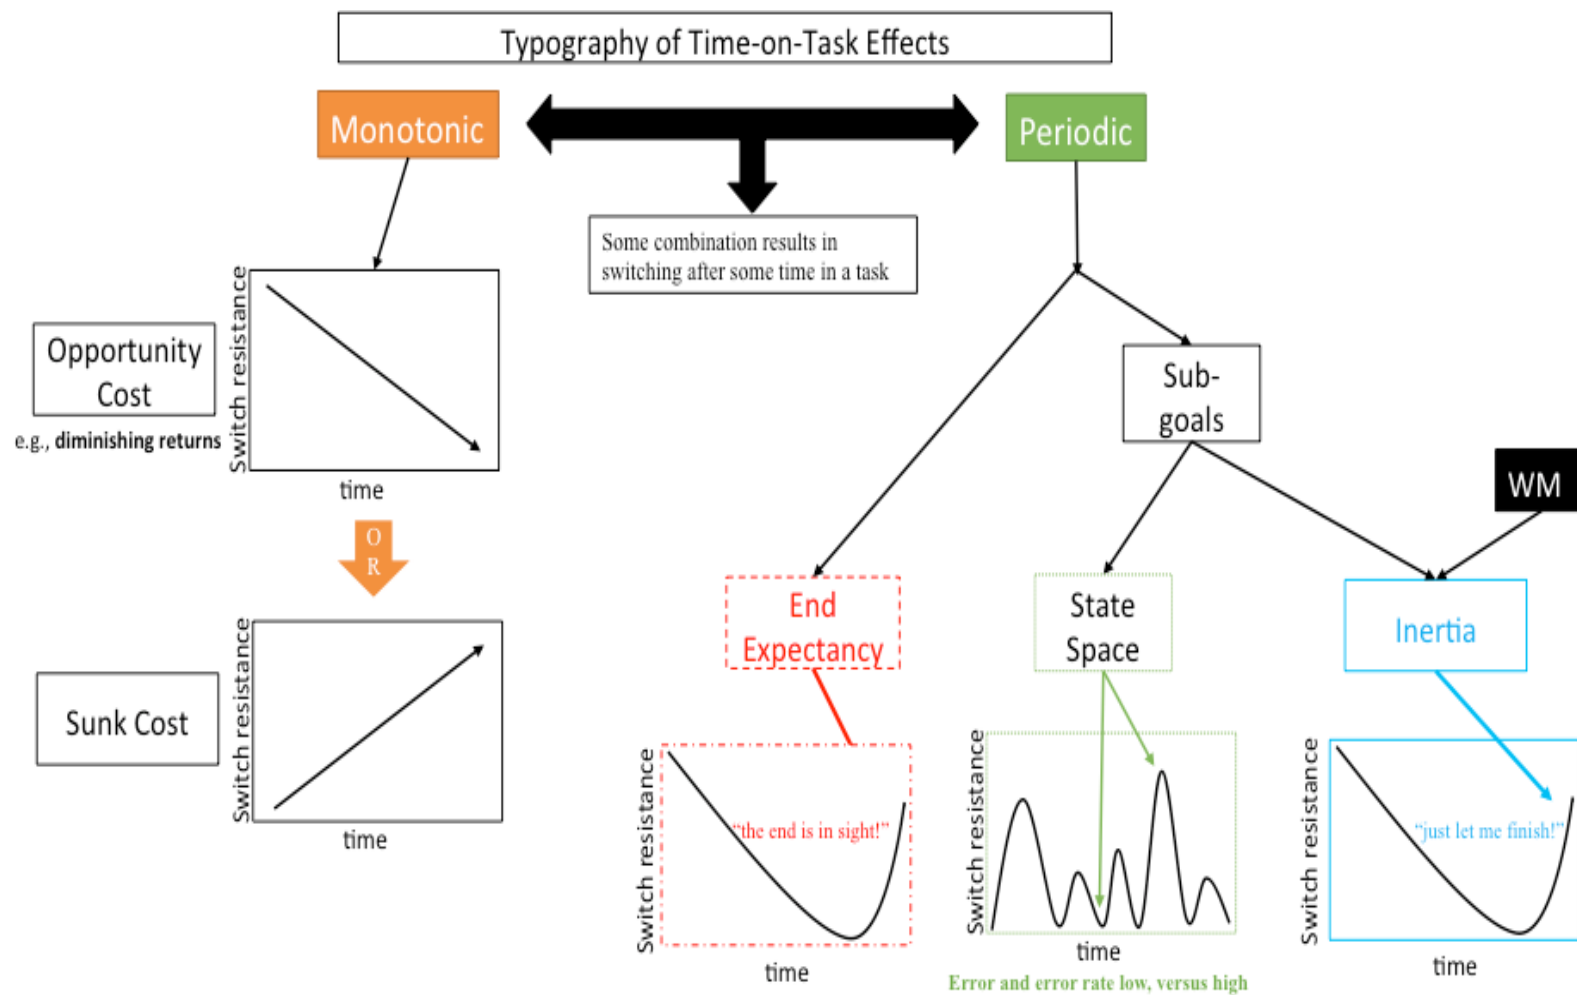 Typography of Time-on-Task Effects
Monotonic
Periodic
Some combination results in
switching after some time in a task
Opportunity
Cost
e.g., diminishing returns
Switch resistance
time
O
R
Sunk Cost
Switch resistance
time
Sub-
goals
WM
End
Expectancy
State
Space
Inertia
Switch resistance
"the end is in sight!"
time
Switch resistance
time
Error and error rate low, versus high
Switch resistance
"just let me finish!"
time